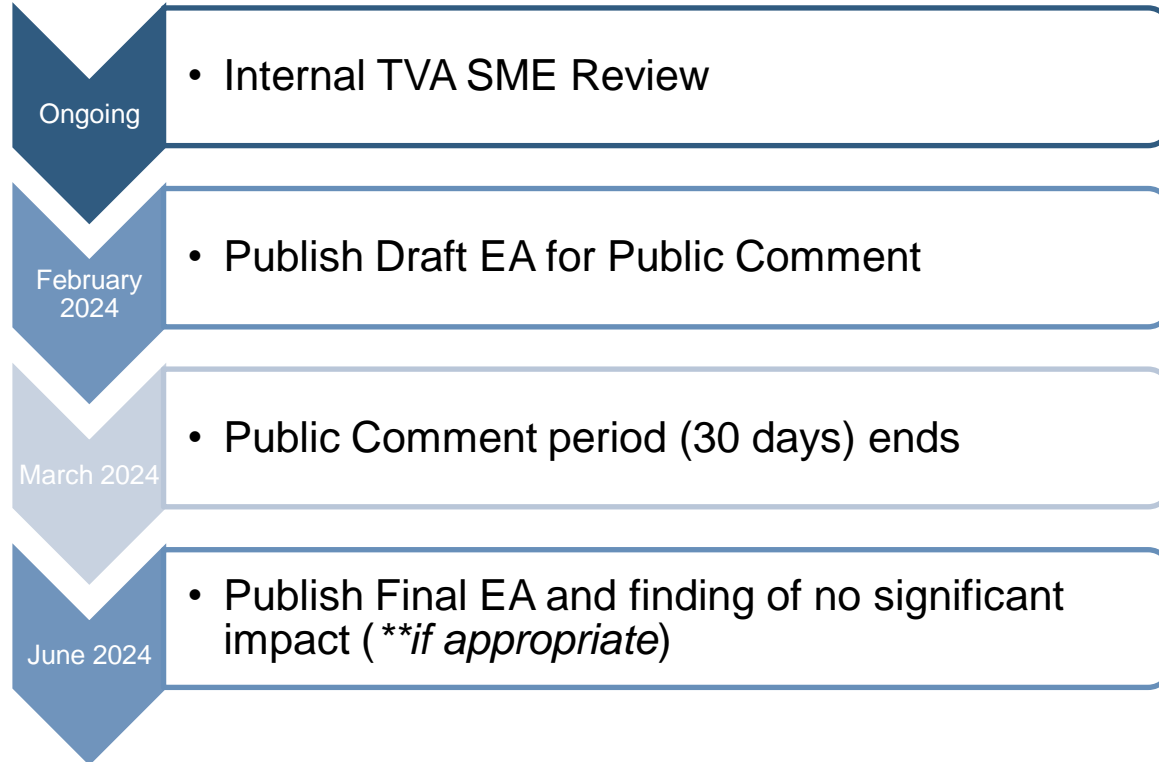 Ongoing
• Internal TVA SME Review
February
2024
• Publish Draft EA for Public Comment
March 2024
• Public Comment period (30 days) ends
June 2024
• Publish Final EA and finding of no significant
impact (**if appropriate)